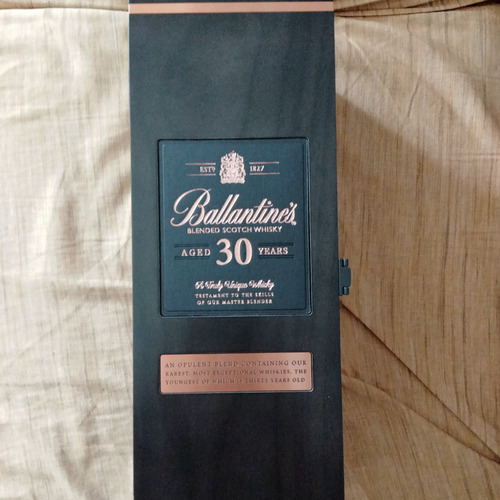 ESTD 1827
Ballantine's
BLENDED SCOTCH WHISKY
AGED 30 YEARS
A Truly Unique Whisky
TESTAMENT TO THE SKILLS
OF OUR MASTER BLENDER
AN OPULENT BLEND CONTAINING OUR
RAREST, MOST EXCEPTIONAL WHISKIES, THE
YOUNGEST OF WHICH IS THIRTY YEARS OLD